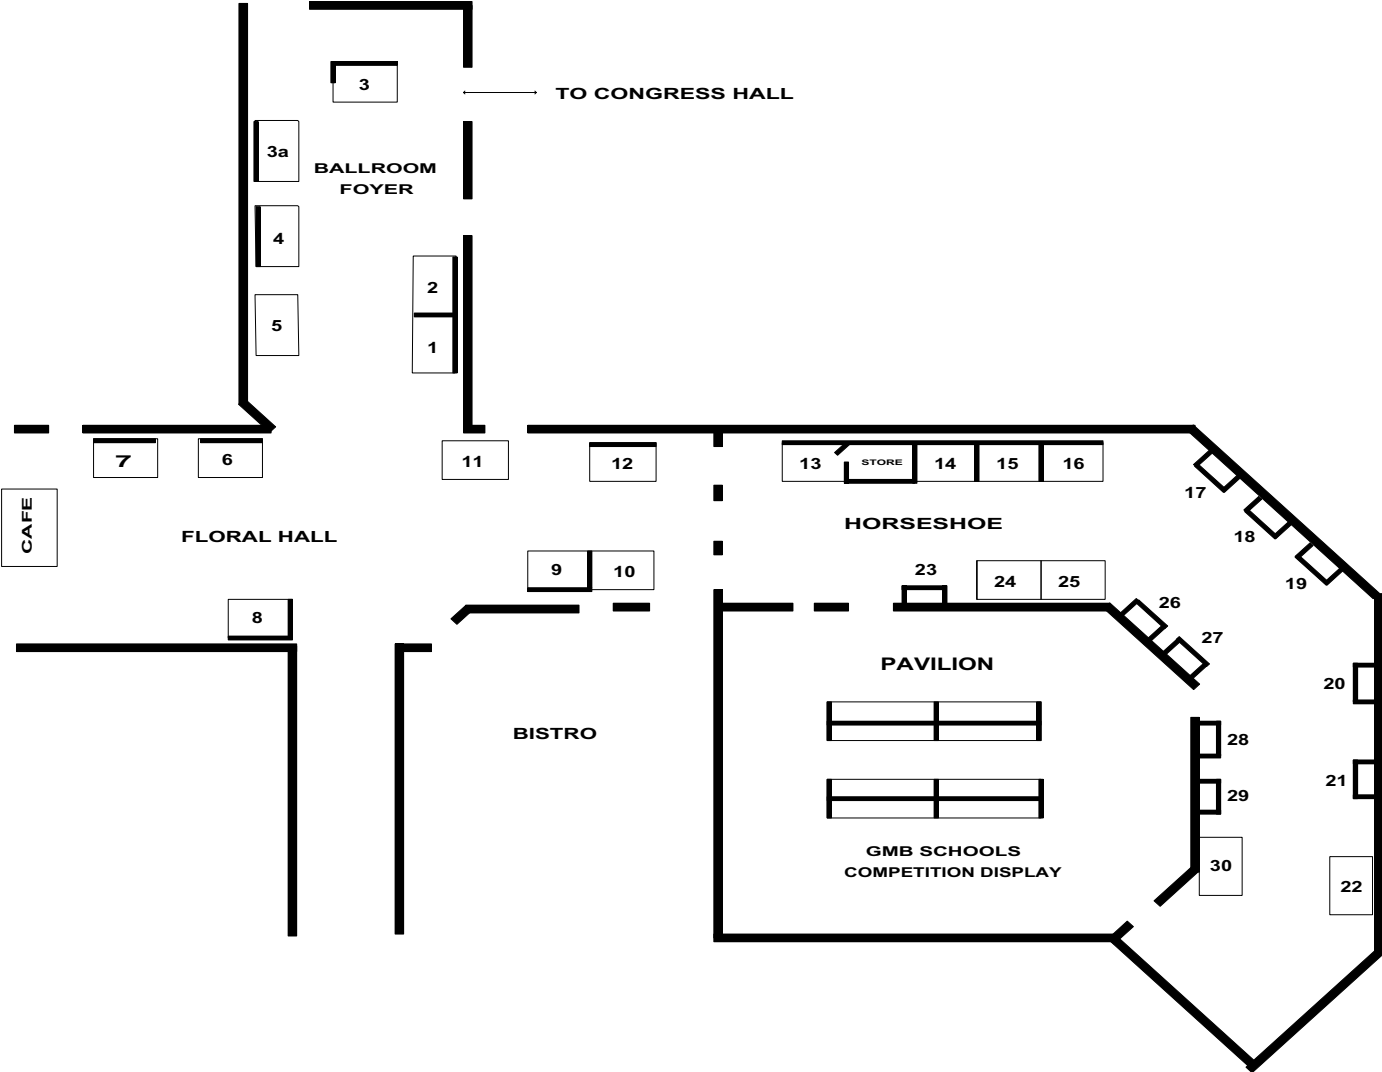 3
TO CONGRESS HALL
3a
BALLROOM
FOYER
4
2
5
1
7
6
11
12
13
STORE
14
15
16
17
CAFE
FLORAL HALL
HORSESHOE
18
9
10
23
24
25
19
8
26
27
PAVILION
20
BISTRO
28
21
29
GMB SCHOOLS
COMPETITION DISPLAY
30
22